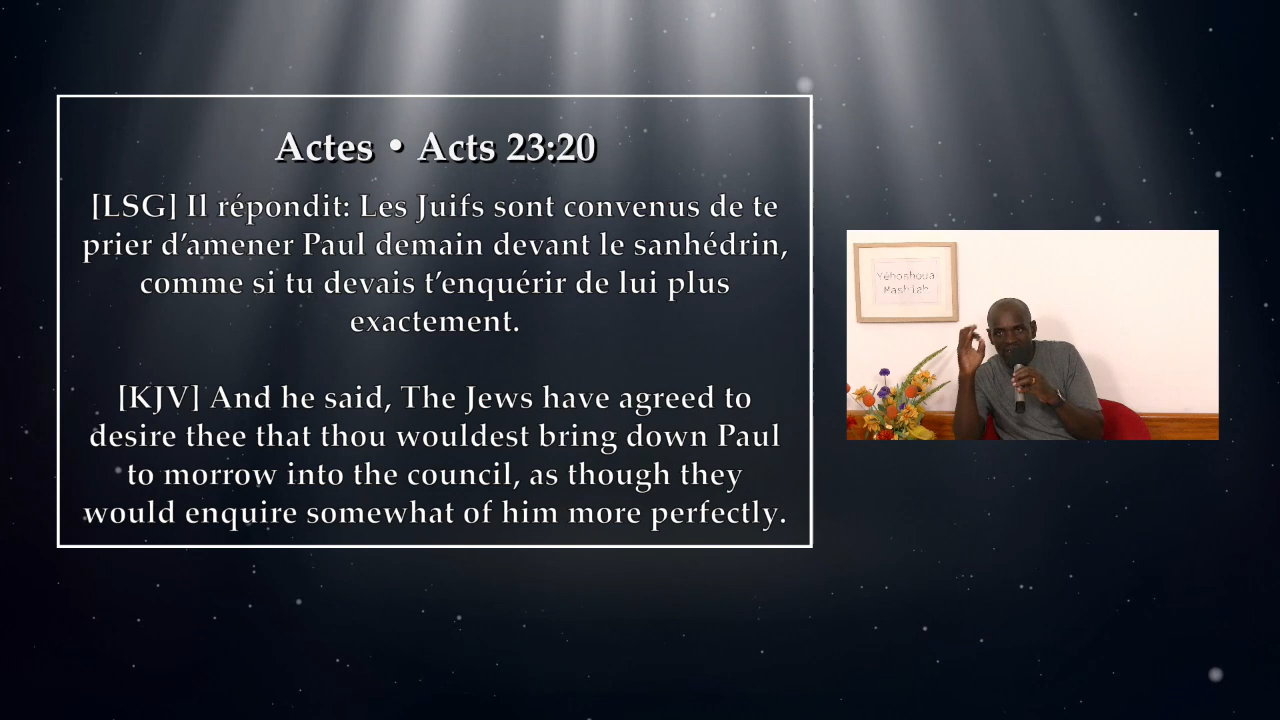 Actes • Acts 23:20
[LSG] Il répondit: Les Juifs sont convenus de te
prier d’amener Paul demain devant le sanhédrin,
comme si tu devais t’enquérir de lui plus
exactement.
[KJV] And he said, The Jews have agreed to
desire thee that thou wouldest bring down Paul
to morrow into the council, as though they
would enquire somewhat of him more perfectly.
Yéhoshoua
Mashiah